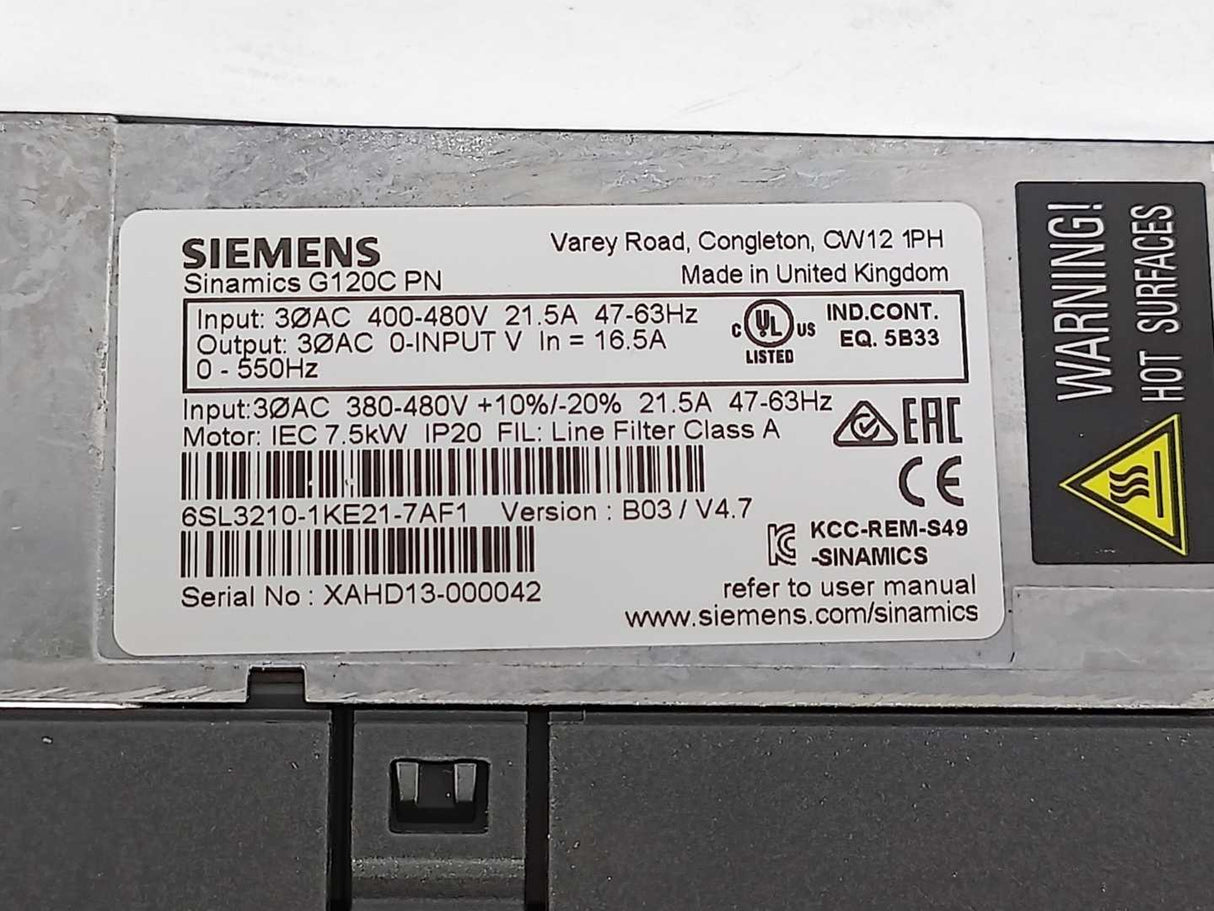 SIEMENS
Sinamics G120C PN
Varey Road, Congleton, CW12 1PH
Made in United Kingdom
Input: 3ØAC 400-480V 21.5A 47-63Hz
Output: 3ØAC 0-INPUT V In = 16.5A
0 - 550Hz
C UL US
LISTED
IND.CONT.
EQ. 5B33
Input:3ØAC 380-480V +10%/-20% 21.5A 47-63Hz
Motor: IEC 7.5kW IP20 FIL: Line Filter Class A
EAC
CE
6SL3210-1KE21-7AF1 Version : B03 / V4.7
KCC-REM-S49
-SINAMICS
Serial No : XAHD13-000042
refer to user manual
www.siemens.com/sinamics
WARNING!
HOT SURFACES